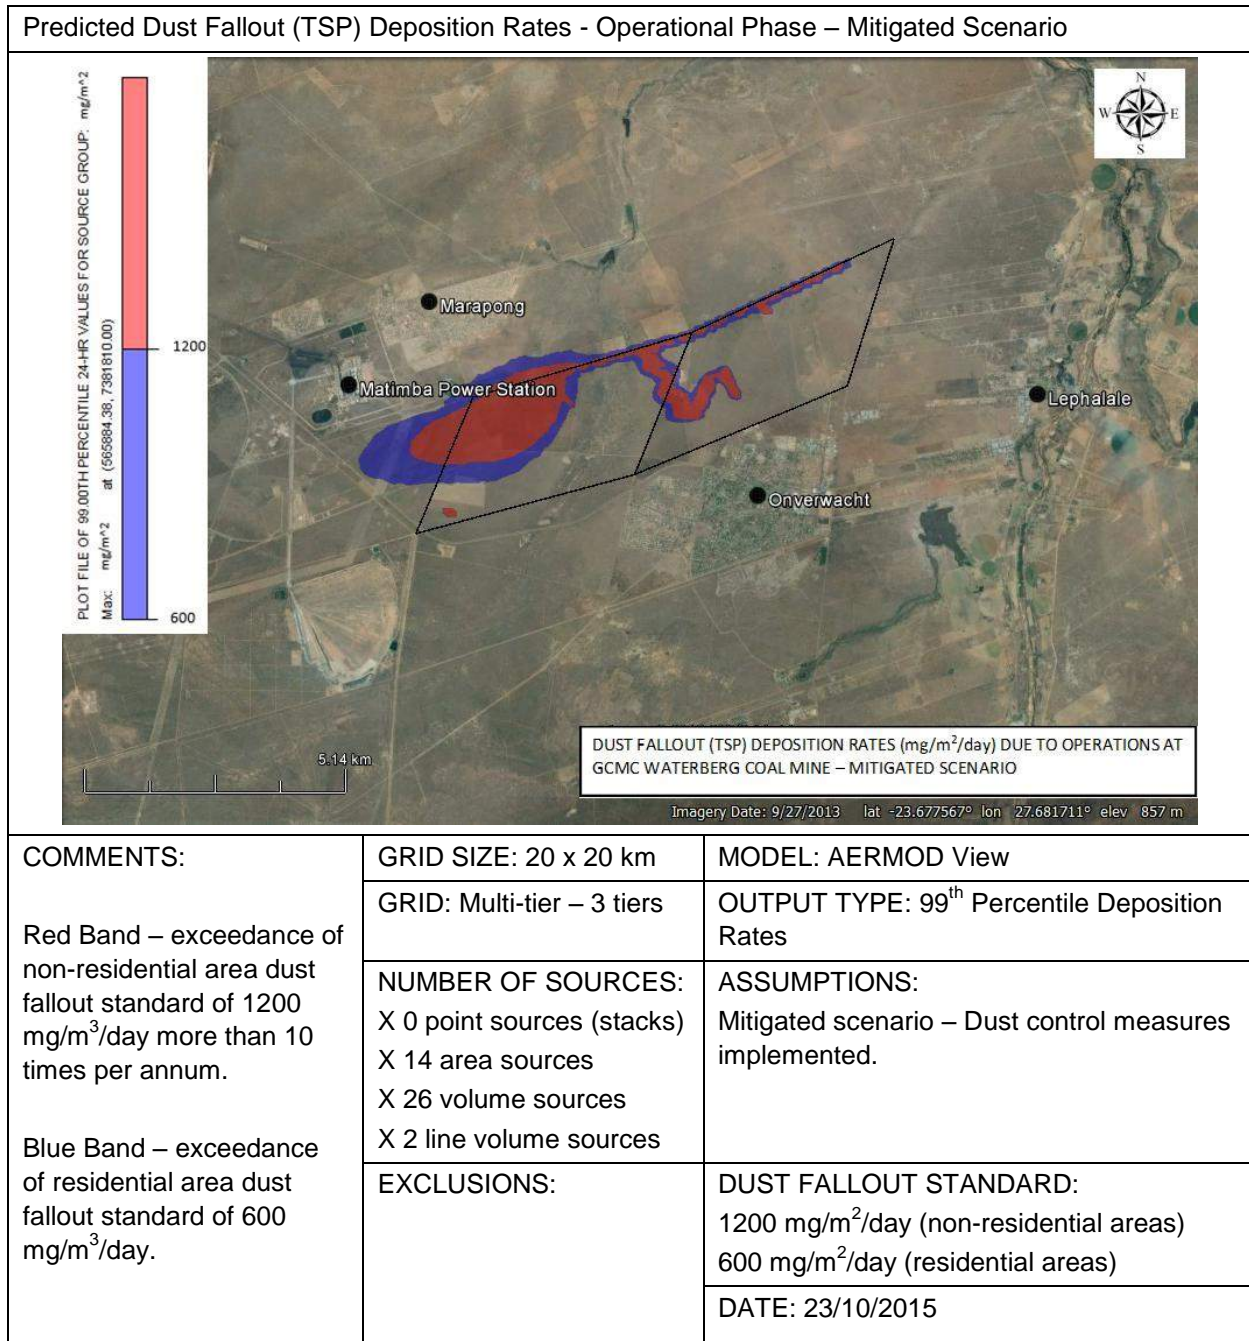 Predicted Dust Fallout (TSP) Deposition Rates - Operational Phase – Mitigated Scenario
PLOT FILE OF 99.00TH PERCENTILE 24-HR VALUES FOR SOURCE GROUP: mg/m^2
Max: mg/m^2 at (565884.38, 7381810.00)
1200
600
N
W E
S
Marapong
Matimba Power Station
Lephalale
Onverwacht
5.14 km
DUST FALLOUT (TSP) DEPOSITION RATES (mg/m²/day) DUE TO OPERATIONS AT
GCMC WATERBERG COAL MINE – MITIGATED SCENARIO
Imagery Date: 9/27/2013 lat -23.677567° lon 27.681711° elev 857 m
COMMENTS:
Red Band – exceedance of
non-residential area dust
fallout standard of 1200
mg/m³/day more than 10
times per annum.
Blue Band – exceedance
of residential area dust
fallout standard of 600
mg/m³/day.
GRID SIZE: 20 x 20 km
MODEL: AERMOD View
GRID: Multi-tier – 3 tiers
OUTPUT TYPE: 99th Percentile Deposition
Rates
NUMBER OF SOURCES:
X 0 point sources (stacks)
X 14 area sources
X 26 volume sources
X 2 line volume sources
ASSUMPTIONS:
Mitigated scenario – Dust control measures
implemented.
EXCLUSIONS:
DUST FALLOUT STANDARD:
1200 mg/m²/day (non-residential areas)
600 mg/m²/day (residential areas)
DATE: 23/10/2015